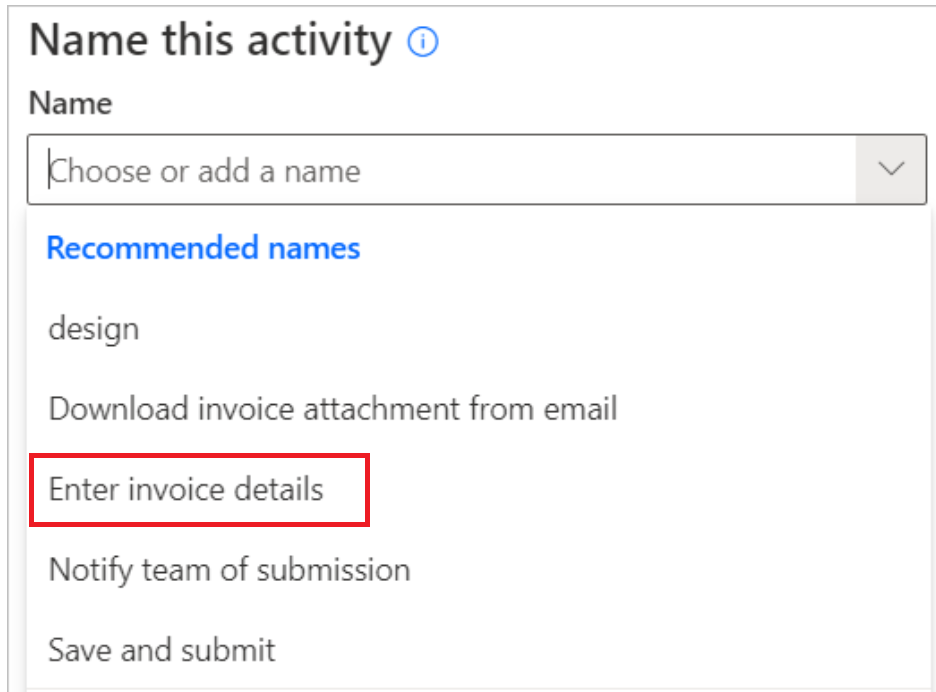 Name this activity
Name
Choose or add a name
Recommended names
design
Download invoice attachment from email
Enter invoice details
Notify team of submission
Save and submit